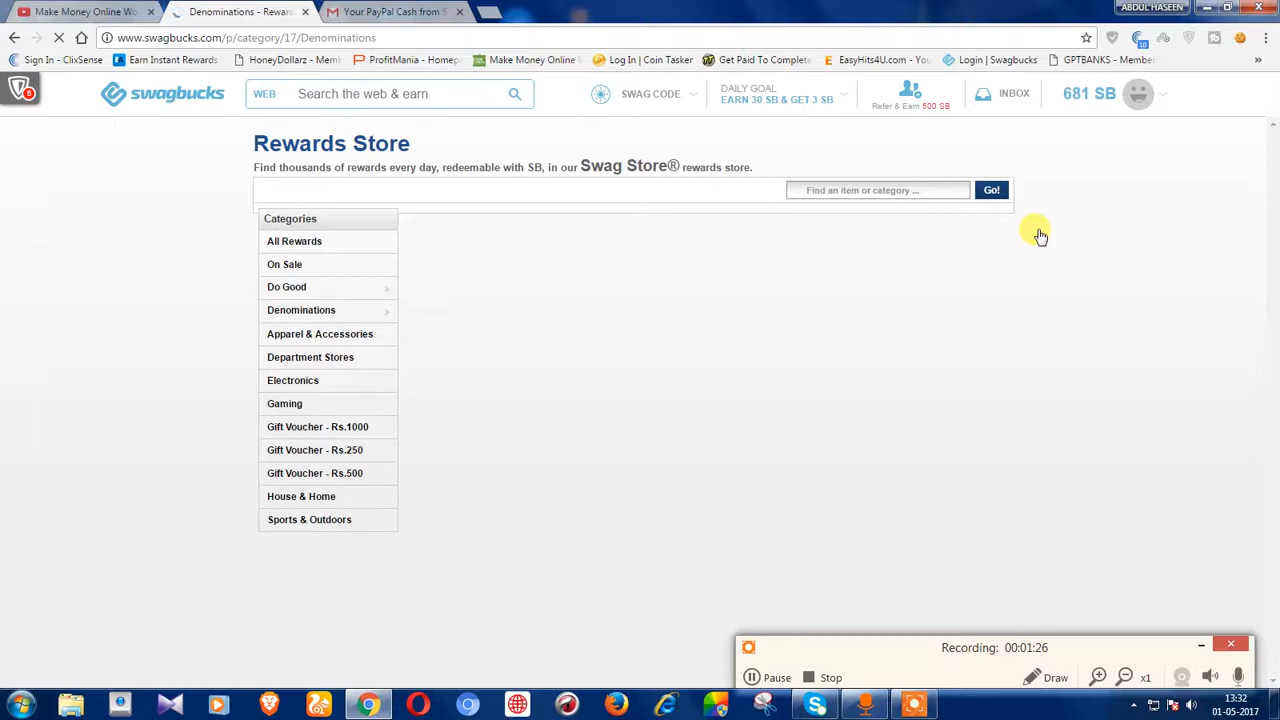 ABDUL HASEEN
Make Money Online Wo
Denominations - Rewards
Your PayPal Cash from S
www.swagbucks.com/p/category/17/Denominations
Sign In - ClixSense
Earn Instant Rewards
HoneyDollarz - Membe
ProfitMania - Homep
Make Money Online
Log In | Coin Tasker
Get Paid To Complete
EasyHits4U.com - You
Login | Swagbucks
GPTBANKS - Member
swagbucks
WEB
Search the web & earn
SWAG CODE
DAILY GOAL
EARN 30 SB & GET 3 SB
Refer & Earn 500 SB
INBOX
681 SB
Rewards Store
Find thousands of rewards every day, redeemable with SB, in our Swag Store® rewards store.
Find an item or category ...
Go!
Categories
All Rewards
On Sale
Do Good
Denominations
Apparel & Accessories
Department Stores
Electronics
Gaming
Gift Voucher - Rs.1000
Gift Voucher - Rs.250
Gift Voucher - Rs.500
House & Home
Sports & Outdoors
Recording: 00:01:26
Pause
Stop
Draw
x1
13:32
01-05-2017